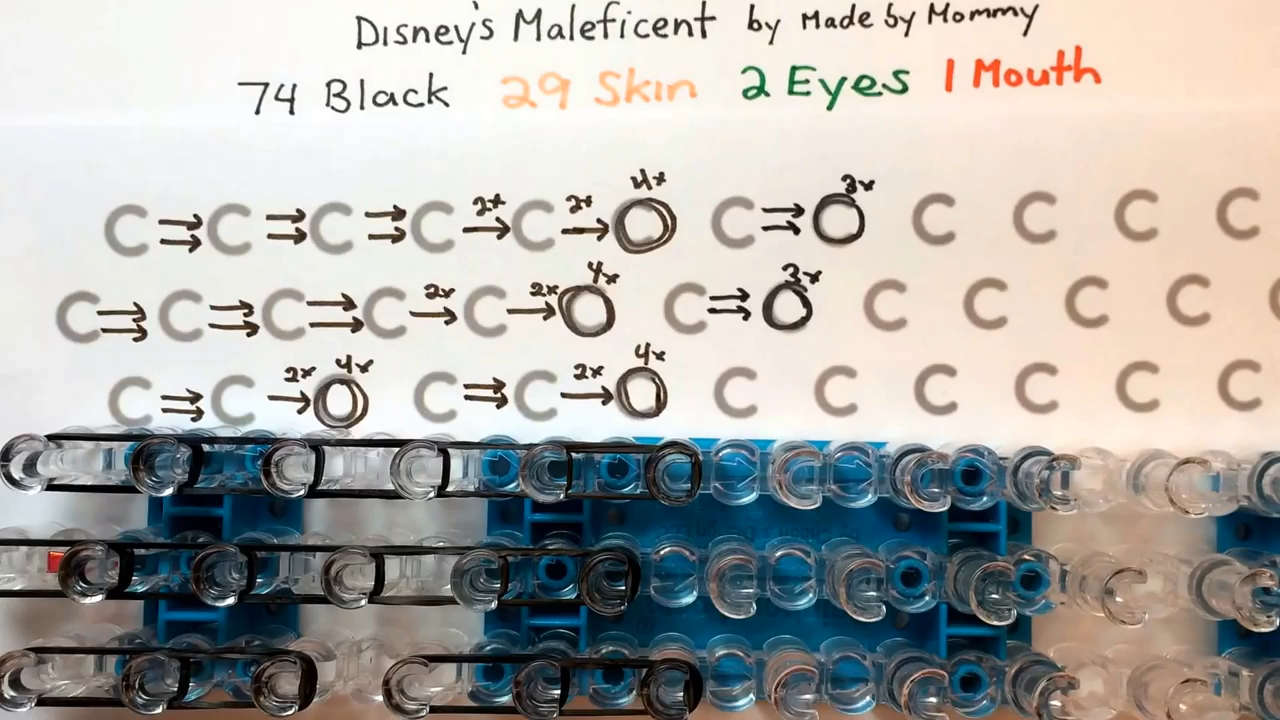 Disney's Maleficent by Made by Mommy
74 Black 29 Skin 2 Eyes 1 Mouth
2x 2x 4x 3x
2x 2x 4x 3x
2x 4x 2x 4x